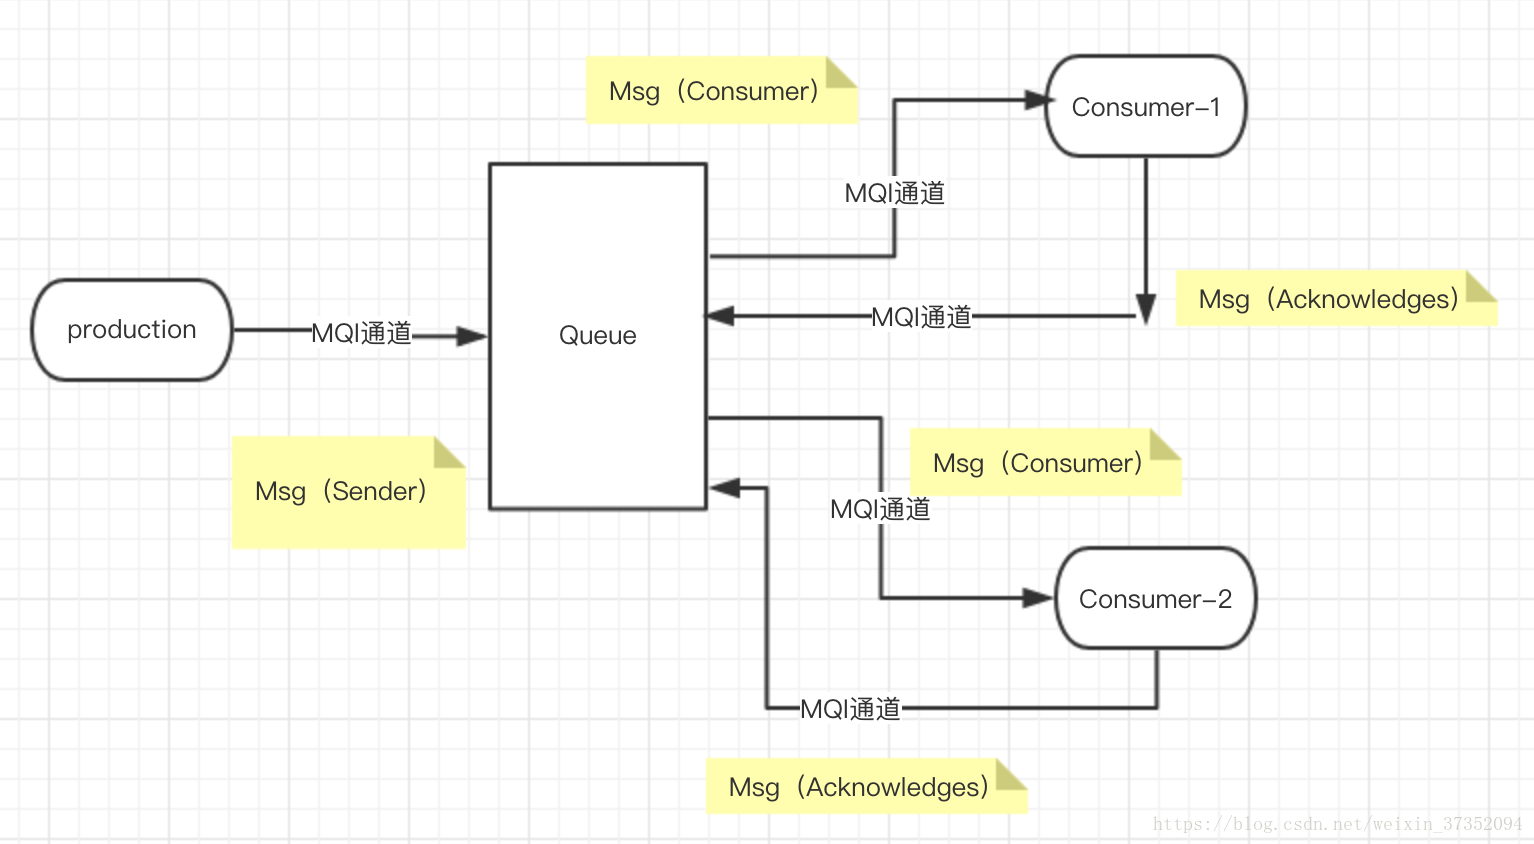 Msg（Consumer）
Consumer-1
MQI通道
Msg（Acknowledges）
MQI通道
production
MQI通道
Queue
Msg（Consumer）
Msg（Sender）
MQI通道
Consumer-2
MQI通道
Msg（Acknowledges）
https://blog.csdn.net/weixin_37352094